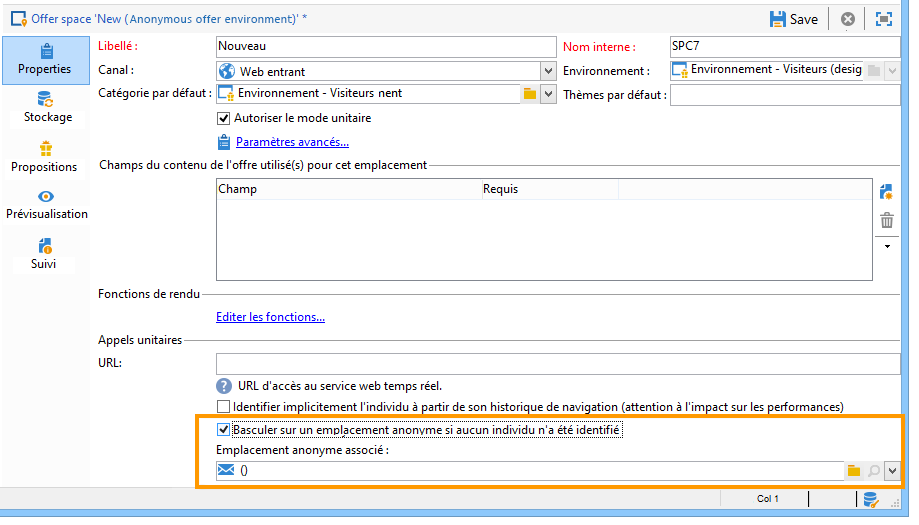 Offer space 'New (Anonymous offer environment)' *
Save
Properties
Stockage
Propositions
Prévisualisation
Suivi
Libellé :
Nouveau
Nom interne :
SPC7
Canal :
Web entrant
Environnement :
Environnement - Visiteurs (desig
Catégorie par défaut :
Environnement - Visiteurs nent
Thèmes par défaut :
Autoriser le mode unitaire
Paramètres avancés...
Champs du contenu de l'offre utilisé(s) pour cet emplacement
Champ
Requis
Fonctions de rendu
Editer les fonctions...
Appels unitaires
URL:
URL d'accès au service web temps réel.
Identifier implicitement l'individu à partir de son historique de navigation (attention à l'impact sur les performances)
Basculer sur un emplacement anonyme si aucun individu n'a été identifié
Emplacement anonyme associé :
()
Col 1